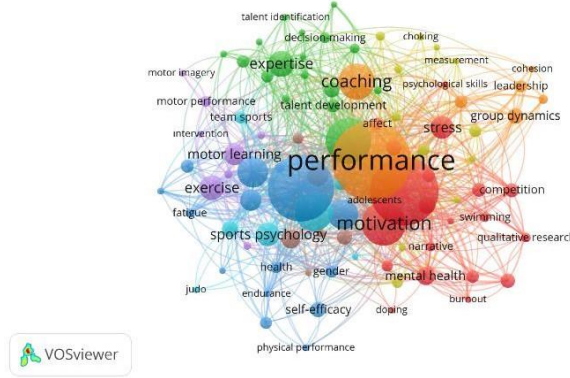 talent identification
decision-making
choking
expertise
measurement
motor imagery
coaching
psychological skills
cohesion
leadership
motor performance
talent development
team sports
affect
group dynamics
stress
intervention
motor learning
performance
exercise
adolescents
competition
fatigue
motivation
swimming
sports psychology
narrative
qualitative research
health
gender
mental health
judo
endurance
burnout
self-efficacy
doping
physical performance
VOSviewer